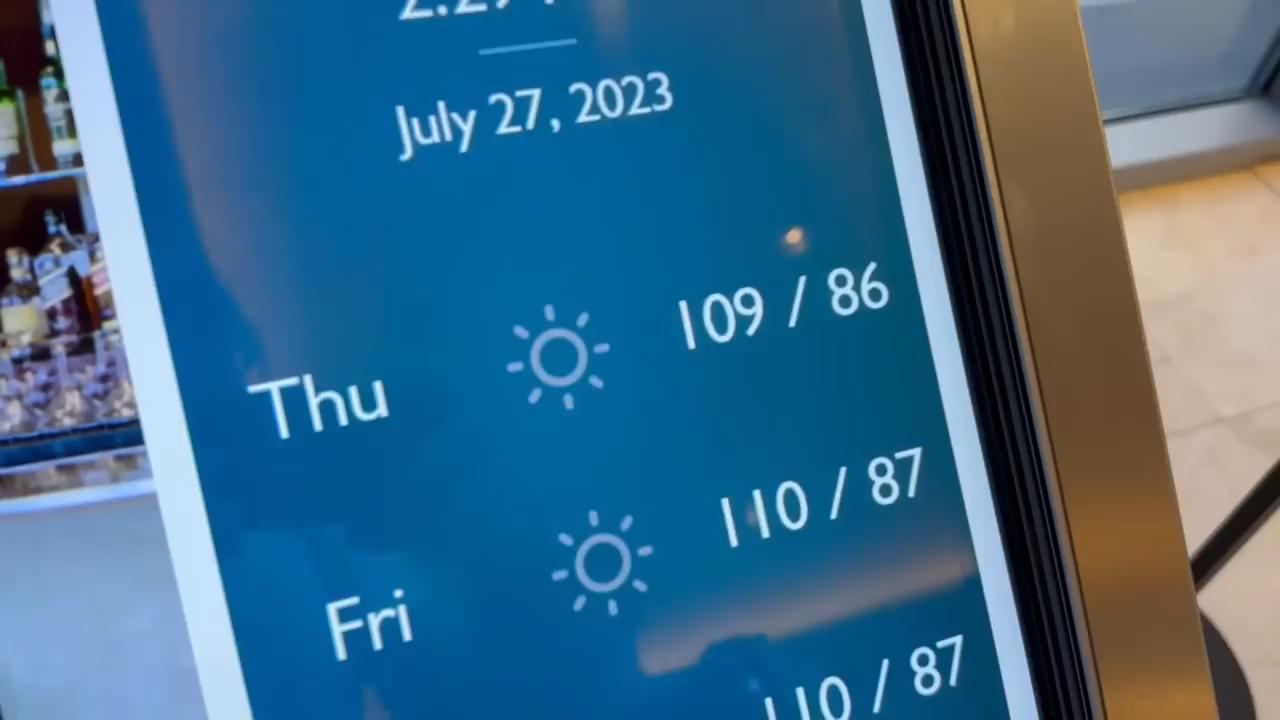 July 27, 2023
Thu 109 / 86
Fri 110 / 87
110 / 87